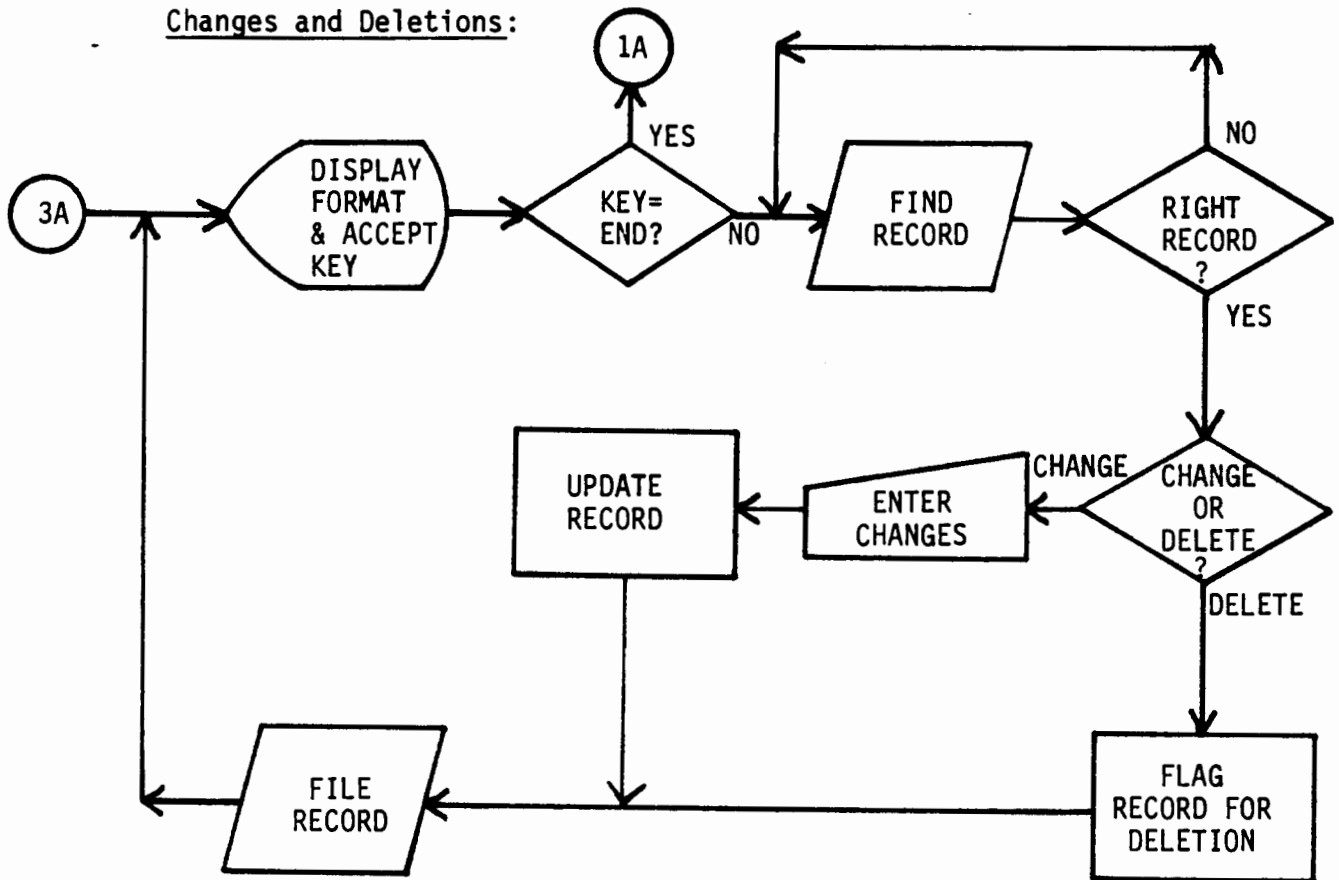 Changes and Deletions:
1A
YES
NO
3A
DISPLAY
FORMAT
& ACCEPT
KEY
KEY=
END?
NO
FIND
RECORD
RIGHT
RECORD
?
YES
UPDATE
RECORD
ENTER
CHANGES
CHANGE
CHANGE
OR
DELETE
?
DELETE
FILE
RECORD
FLAG
RECORD FOR
DELETION